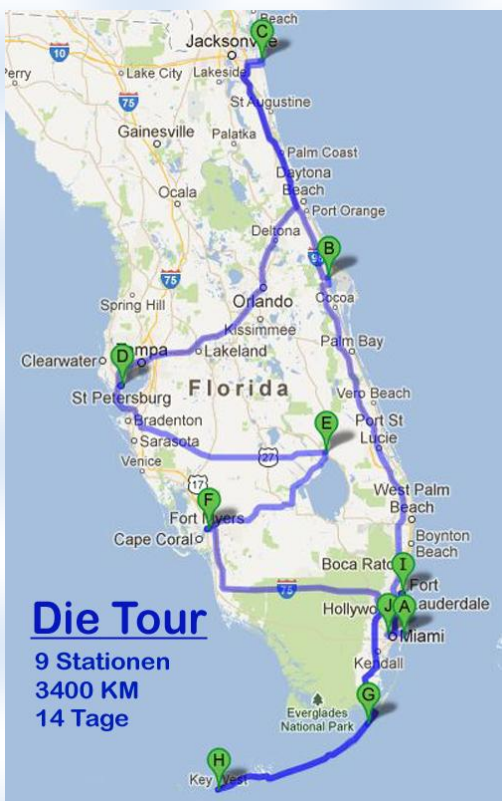 C
Beach
Jacksonville
10
Perry
Lake City
Lakeside
75
St Augustine
Gainesville
Palatka
Palm Coast
Daytona
Beach
Ocala
Port Orange
Deltona
75
95
B
Spring Hill
Orlando
Cocoa
Kissimmee
D
Palm Bay
Clearwater
Tampa
Lakeland
Florida
St Petersburg
Vero Beach
Bradenton
E
Port St
Sarasota
Lucie
27
Venice
17
F
West Palm
Beach
Fort Myers
Cape Coral
Boynton
Beach
Boca Raton
I
75
Fort
Lauderdale
Hollywood
J
A
Die Tour
Miami
9 Stationen
Kendall
3400 KM
G
14 Tage
Everglades
National Park
H
Key West